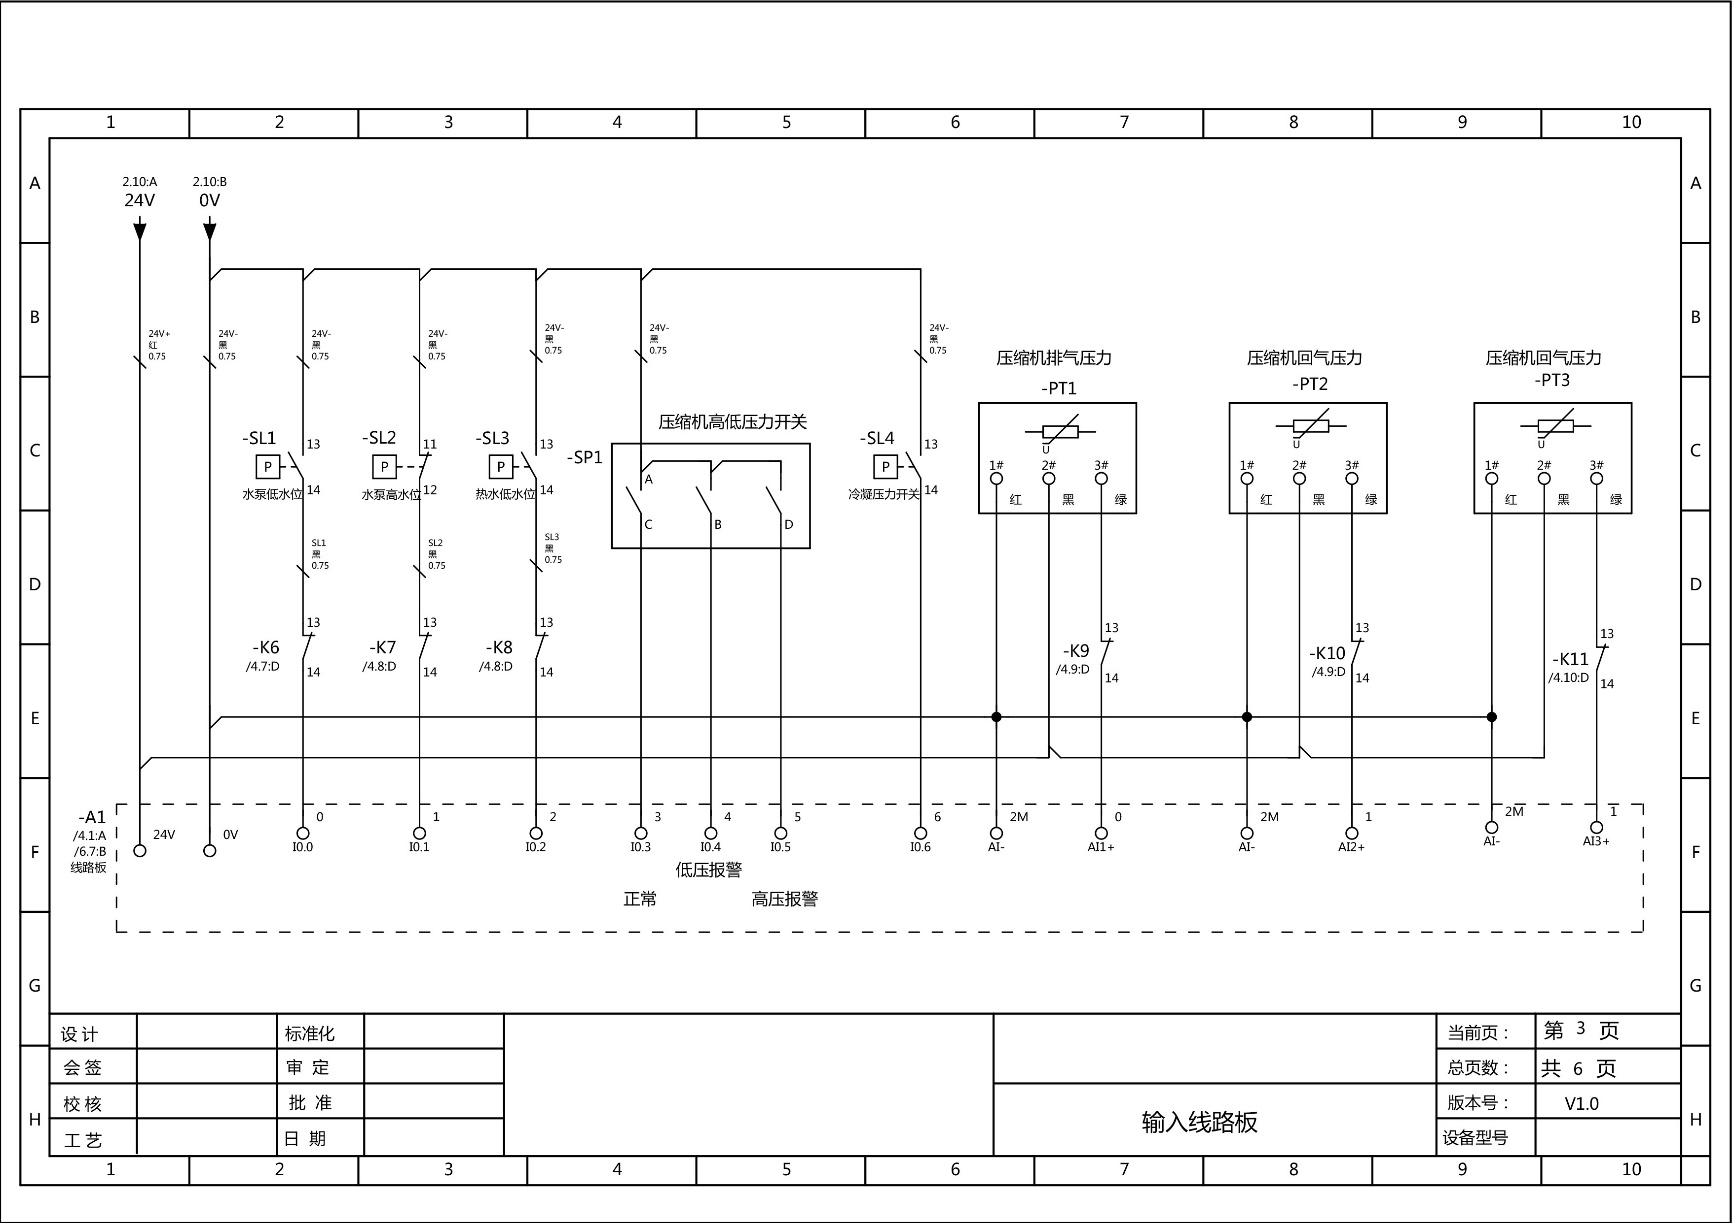 1 2 3 4 5 6 7 8 9 10
A A
2.10:A 2.10:B
24V 0V
B B
24V+ 24V- 24V- 24V- 24V- 24V- 24V-
红 黑 黑 黑 黑 黑 黑
0.75 0.75 0.75 0.75 0.75 0.75 0.75
压缩机排气压力 压缩机回气压力 压缩机回气压力
-PT1 -PT2 -PT3
C C
压缩机高低压力开关
-SL1 13 -SL2 11 -SL3 13 -SP1 -SL4 13
P P P P
14 12 14 14
水泵低水位 水泵高水位 热水低水位 冷凝压力开关
A
C B D
U U U
1# 2# 3# 1# 2# 3# 1# 2# 3#
红 黑 绿 红 黑 绿 红 黑 绿
D D
SL1 SL2 SL3
黑 黑 黑
0.75 0.75 0.75
13 13 13 13 13 13
-K6 -K7 -K8 -K9 -K10 -K11
/4.7:D /4.8:D /4.8:D /4.9:D /4.9:D /4.10:D
14 14 14 14 14 14
E E
-A1
/4.1:A
/6.7:B
线路板
F F
24V 0V 0 1 2 3 4 5 6 2M 0 2M 1 2M 1
I0.0 I0.1 I0.2 I0.3 I0.4 I0.5 I0.6 AI- AI1+ AI- AI2+ AI- AI3+
低压报警
正常 高压报警
G G
设 计 标准化 当前页： 第 3 页
会 签 审 定 总页数： 共 6 页
校 核 批 准 版本号： V1.0
H H
输入线路板
工 艺 日 期 设备型号
1 2 3 4 5 6 7 8 9 10